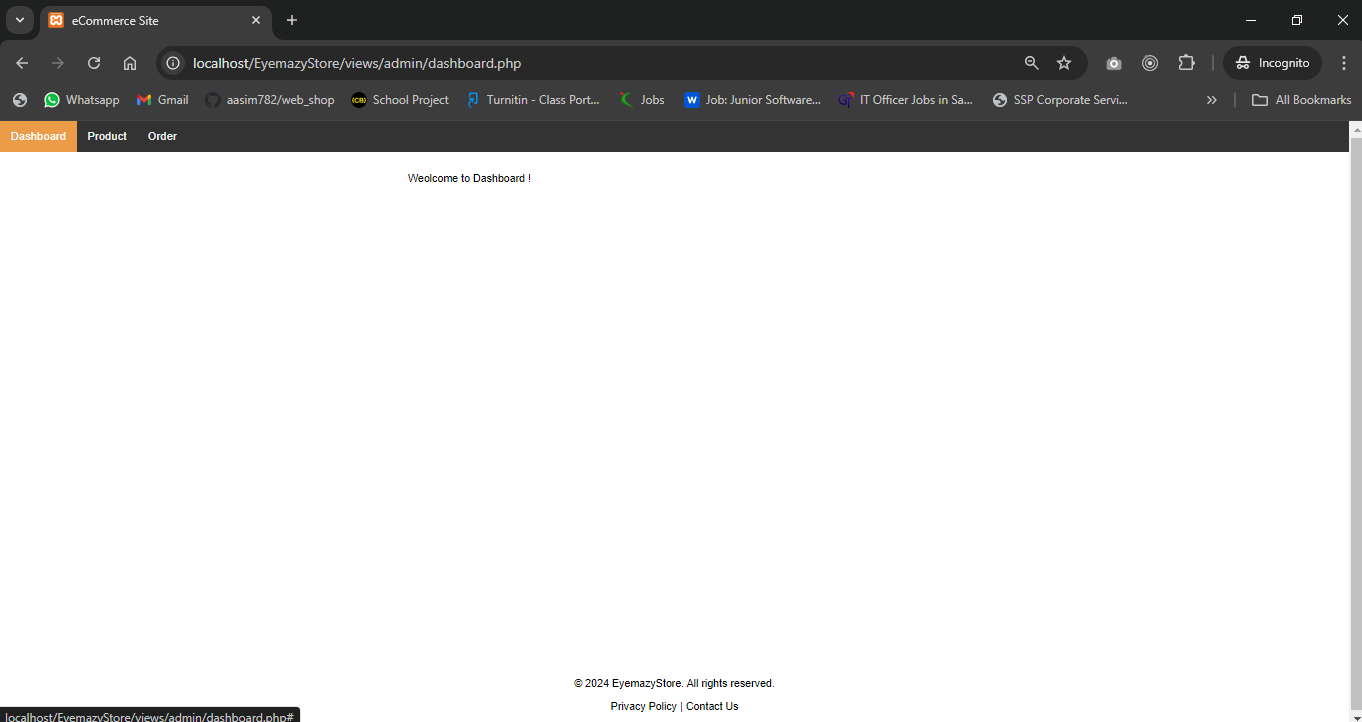 eCommerce Site
localhost/EyemazyStore/views/admin/dashboard.php
Incognito
Whatsapp
Gmail
aasim782/web_shop
(CB)
School Project
Turnitin - Class Port...
Jobs
W
Job: Junior Software...
GT
IT Officer Jobs in Sa...
SSP Corporate Servi...
All Bookmarks
Dashboard Product Order
Weolcome to Dashboard !
© 2024 EyemazyStore. All rights reserved.
Privacy Policy | Contact Us
localhost/EyemazyStore/views/admin/dashboard.php#